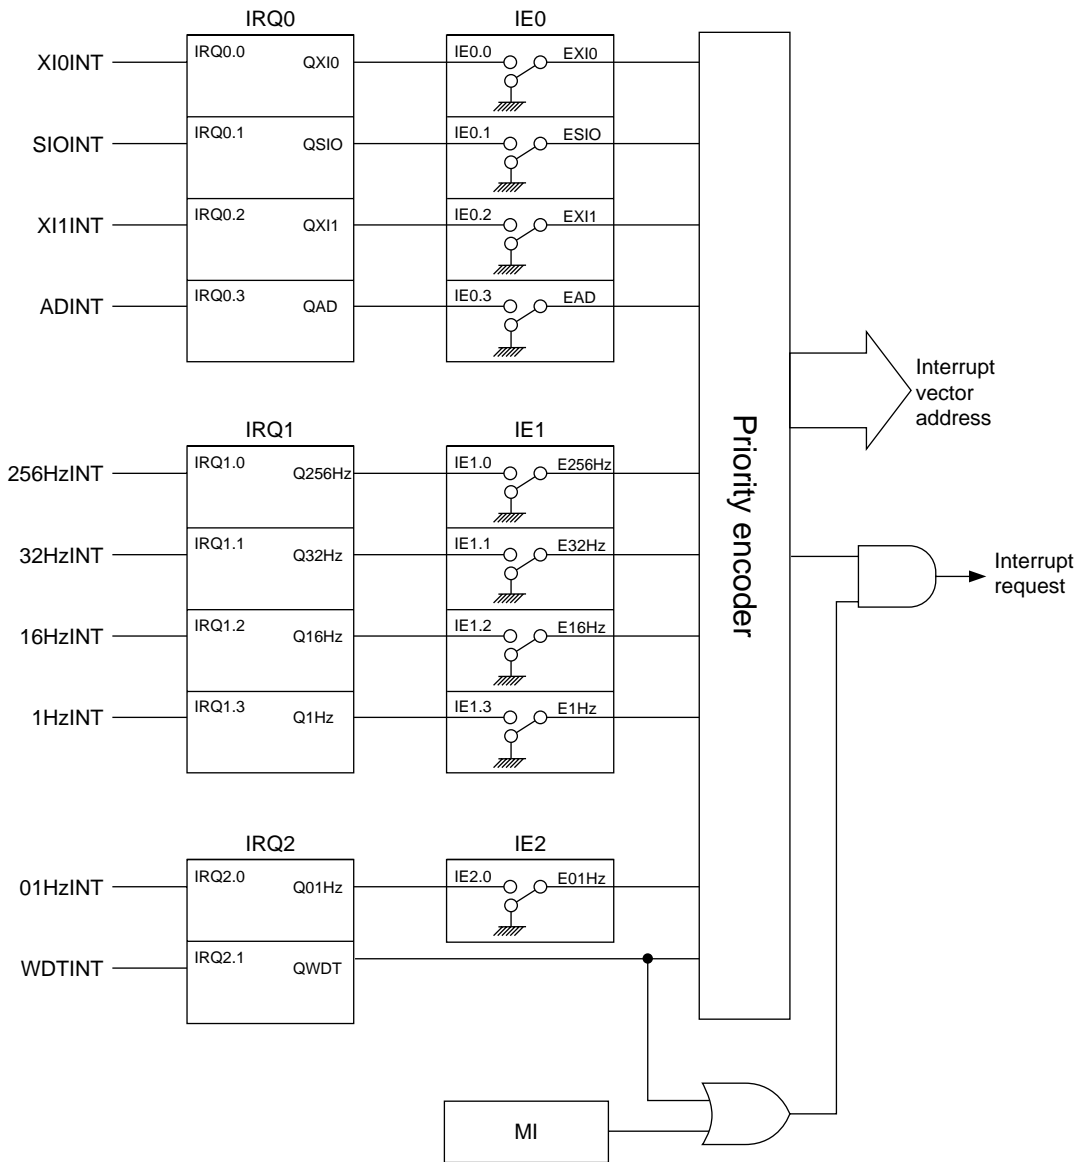 IRQ0 IE0
XI0INT IRQ0.0 QXI0 IE0.0 EXI0
SIOINT IRQ0.1 QSIO IE0.1 ESIO
XI1INT IRQ0.2 QXI1 IE0.2 EXI1
ADINT IRQ0.3 QAD IE0.3 EAD
Interrupt
vector
address
IRQ1 IE1
256HzINT IRQ1.0 Q256Hz IE1.0 E256Hz
Priority encoder
32HzINT IRQ1.1 Q32Hz IE1.1 E32Hz
Interrupt
request
16HzINT IRQ1.2 Q16Hz IE1.2 E16Hz
1HzINT IRQ1.3 Q1Hz IE1.3 E1Hz
IRQ2 IE2
01HzINT IRQ2.0 Q01Hz IE2.0 E01Hz
WDTINT IRQ2.1 QWDT
MI